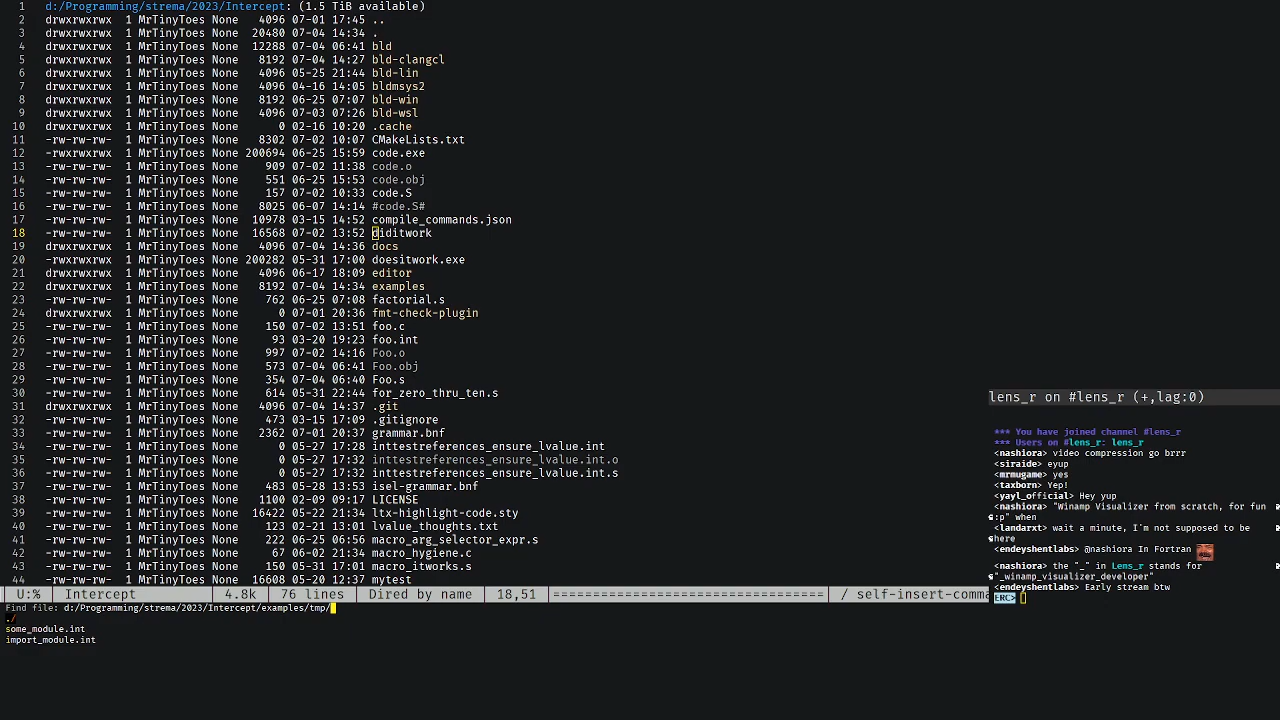 1 d:/Programming/strema/2023/Intercept: (1.5 TiB available)
2 drwxrwxrwx 1 MrTinyToes None 4096 07-01 17:45 ..
3 drwxrwxrwx 1 MrTinyToes None 20480 07-04 14:34 .
4 drwxrwxrwx 1 MrTinyToes None 12288 07-04 06:41 bld
5 drwxrwxrwx 1 MrTinyToes None 8192 07-04 14:27 bld-clangcl
6 drwxrwxrwx 1 MrTinyToes None 4096 05-25 21:44 bld-lin
7 drwxrwxrwx 1 MrTinyToes None 4096 04-16 14:05 bldmsys2
8 drwxrwxrwx 1 MrTinyToes None 8192 06-25 07:07 bld-win
9 drwxrwxrwx 1 MrTinyToes None 4096 07-03 07:26 bld-wsl
10 drwxrwxrwx 1 MrTinyToes None 0 02-16 10:20 .cache
11 -rw-rw-rw- 1 MrTinyToes None 8302 07-02 10:07 CMakeLists.txt
12 -rwxrwxrwx 1 MrTinyToes None 200694 06-25 15:59 code.exe
13 -rw-rw-rw- 1 MrTinyToes None 909 07-02 11:38 code.o
14 -rw-rw-rw- 1 MrTinyToes None 551 06-25 15:53 code.obj
15 -rw-rw-rw- 1 MrTinyToes None 157 07-02 10:33 code.S
16 -rw-rw-rw- 1 MrTinyToes None 8025 06-07 14:14 #code.S#
17 -rw-rw-rw- 1 MrTinyToes None 10978 03-15 14:52 compile_commands.json
18 -rw-rw-rw- 1 MrTinyToes None 16568 07-02 13:52 diditwork
19 drwxrwxrwx 1 MrTinyToes None 4096 07-04 14:36 docs
20 -rwxrwxrwx 1 MrTinyToes None 200282 05-31 17:00 doesitwork.exe
21 drwxrwxrwx 1 MrTinyToes None 4096 06-17 18:09 editor
22 drwxrwxrwx 1 MrTinyToes None 8192 07-04 14:34 examples
23 -rw-rw-rw- 1 MrTinyToes None 762 06-25 07:08 factorial.s
24 drwxrwxrwx 1 MrTinyToes None 0 07-01 20:36 fmt-check-plugin
25 -rw-rw-rw- 1 MrTinyToes None 150 07-02 13:51 foo.c
26 -rw-rw-rw- 1 MrTinyToes None 93 03-20 19:23 foo.int
27 -rw-rw-rw- 1 MrTinyToes None 997 07-02 14:16 Foo.o
28 -rw-rw-rw- 1 MrTinyToes None 573 07-04 06:41 Foo.obj
29 -rw-rw-rw- 1 MrTinyToes None 354 07-04 06:40 Foo.s
30 -rw-rw-rw- 1 MrTinyToes None 614 05-31 22:44 for_zero_thru_ten.s
31 drwxrwxrwx 1 MrTinyToes None 4096 07-04 14:37 .git
32 -rw-rw-rw- 1 MrTinyToes None 473 03-15 17:09 .gitignore
33 -rw-rw-rw- 1 MrTinyToes None 2362 07-01 20:37 grammar.bnf
34 -rw-rw-rw- 1 MrTinyToes None 0 05-27 17:28 inttestreferences_ensure_lvalue.int
35 -rw-rw-rw- 1 MrTinyToes None 0 05-27 17:32 inttestreferences_ensure_lvalue.int.o
36 -rw-rw-rw- 1 MrTinyToes None 0 05-27 17:32 inttestreferences_ensure_lvalue.int.s
37 -rw-rw-rw- 1 MrTinyToes None 483 05-28 13:53 isel-grammar.bnf
38 -rw-rw-rw- 1 MrTinyToes None 1100 02-09 09:17 LICENSE
39 -rw-rw-rw- 1 MrTinyToes None 16422 05-22 21:34 ltx-highlight-code.sty
40 -rw-rw-rw- 1 MrTinyToes None 123 02-21 13:01 lvalue_thoughts.txt
41 -rw-rw-rw- 1 MrTinyToes None 222 06-25 06:35 macro_arg_selector_expr.s
42 -rw-rw-rw- 1 MrTinyToes None 67 06-02 21:34 macro_hygiene.c
43 -rw-rw-rw- 1 MrTinyToes None 150 05-31 17:03 macro_itworks.s
44 -rw-rw-rw- 1 MrTinyToes None 16608 05-20 12:37 mytest
U:% Intercept 4.8k 76 lines Dired by name 18,51 ============================= / self-insert-comma
Find file: d:/Programming/strema/2023/Intercept/examples/tmp/
./
some_module.int
import_module.int
lens_r on #lens_r (+,lag:0)
*** You have joined channel #lens_r
*** Users on #lens_r: lens_r
<nashiora> video compression go brrr
<siraide> eyup
<mrmugame> yes
<taxborn> Yep!
<yayl_official> Hey yup
<nashiora> "Winamp Visualizer from scratch, for fun
:p" when
<landarxt> wait a minute, I'm not supposed to be
here
<endeyshentlabs> @nashiora In Fortran
<nashiora> the "_" in Lens_r stands for
"_winamp_visualizer_developer"
<endeyshentlabs> Early stream btw
ERC>